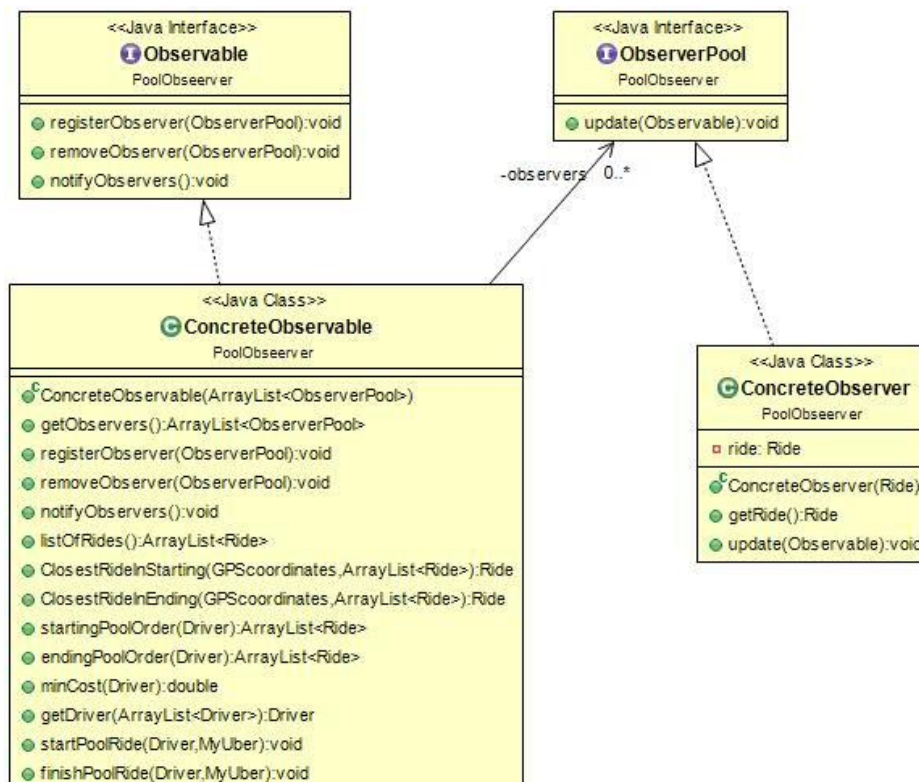 <<Java Interface>>
I Observable
PoolObseerver
registerObserver(ObserverPool):void
removeObserver(ObserverPool):void
notifyObservers():void
<<Java Interface>>
I ObserverPool
PoolObseerver
update(Observable):void
-observers 0..*
<<Java Class>>
C ConcreteObservable
PoolObseerver
C ConcreteObservable(ArrayList<ObserverPool>)
getObservers():ArrayList<ObserverPool>
registerObserver(ObserverPool):void
removeObserver(ObserverPool):void
notifyObservers():void
listOfRides():ArrayList<Ride>
ClosestRideInStarting(GPScoordinates,ArrayList<Ride>):Ride
ClosestRideInEnding(GPScoordinates,ArrayList<Ride>):Ride
startingPoolOrder(Driver):ArrayList<Ride>
endingPoolOrder(Driver):ArrayList<Ride>
minCost(Driver):double
getDriver(ArrayList<Driver>):Driver
startPoolRide(Driver,MyUber):void
finishPoolRide(Driver,MyUber):void
<<Java Class>>
C ConcreteObserver
PoolObseerver
ride: Ride
C ConcreteObserver(Ride)
getRide():Ride
update(Observable):void